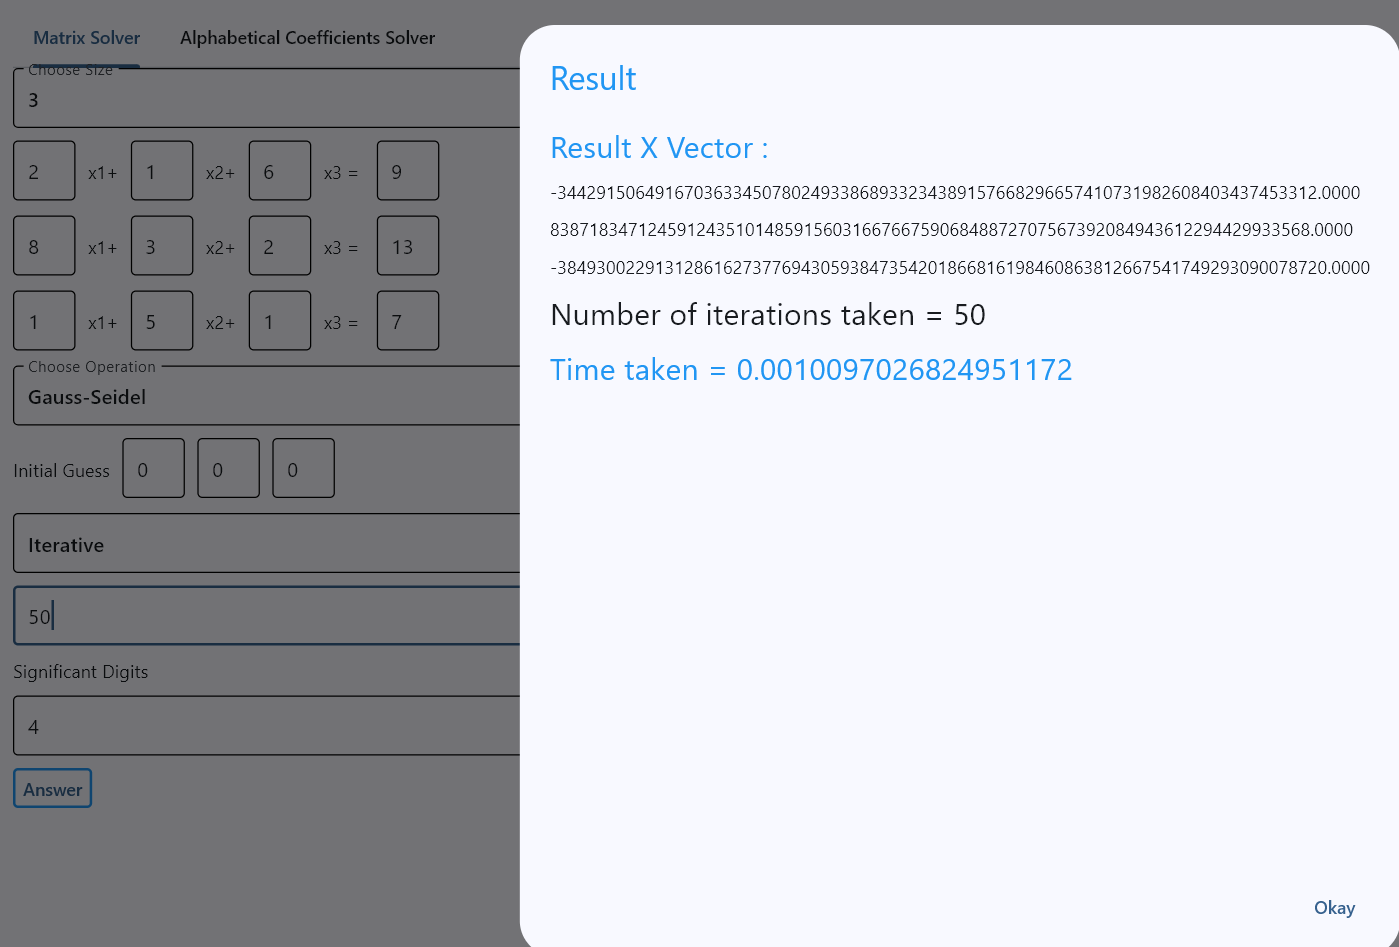 Matrix Solver Alphabetical Coefficients Solver
Choose Size
3
2 x1+ 1 x2+ 6 x3 = 9
8 x1+ 3 x2+ 2 x3 = 13
1 x1+ 5 x2+ 1 x3 = 7
Choose Operation
Gauss-Seidel
Initial Guess 0 0 0
Iterative
50
Significant Digits
4
Answer
Result
Result X Vector :
-34429150649167036334507802493386893323438915766829665741073198260840343745​3312.0000
838718347124591243510148591560316676675906848872707567392084943612294429933568.0000
-3849300229131286162737769430593847354201866816198460863812667541749293090078720.0000
Number of iterations taken = 50
Time taken = 0.0010097026824951172
Okay